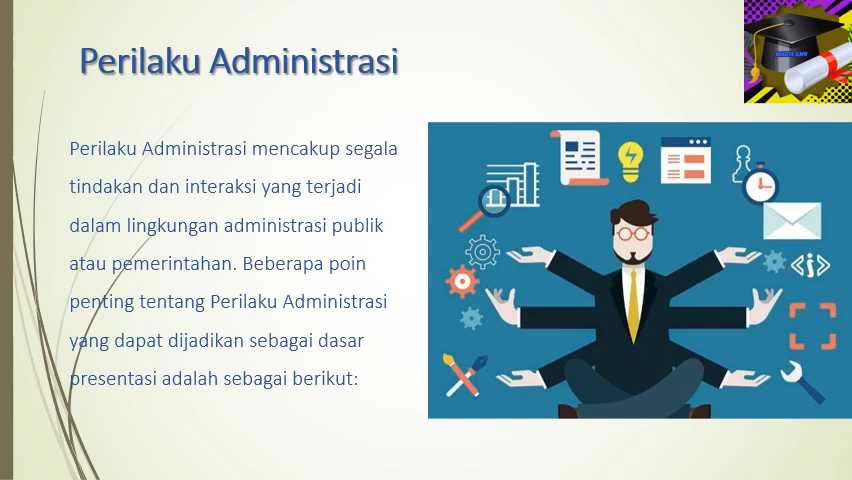 Perilaku Administrasi
Perilaku Administrasi mencakup segala
tindakan dan interaksi yang terjadi
dalam lingkungan administrasi publik
atau pemerintahan. Beberapa poin
penting tentang Perilaku Administrasi
yang dapat dijadikan sebagai dasar
presentasi adalah sebagai berikut: